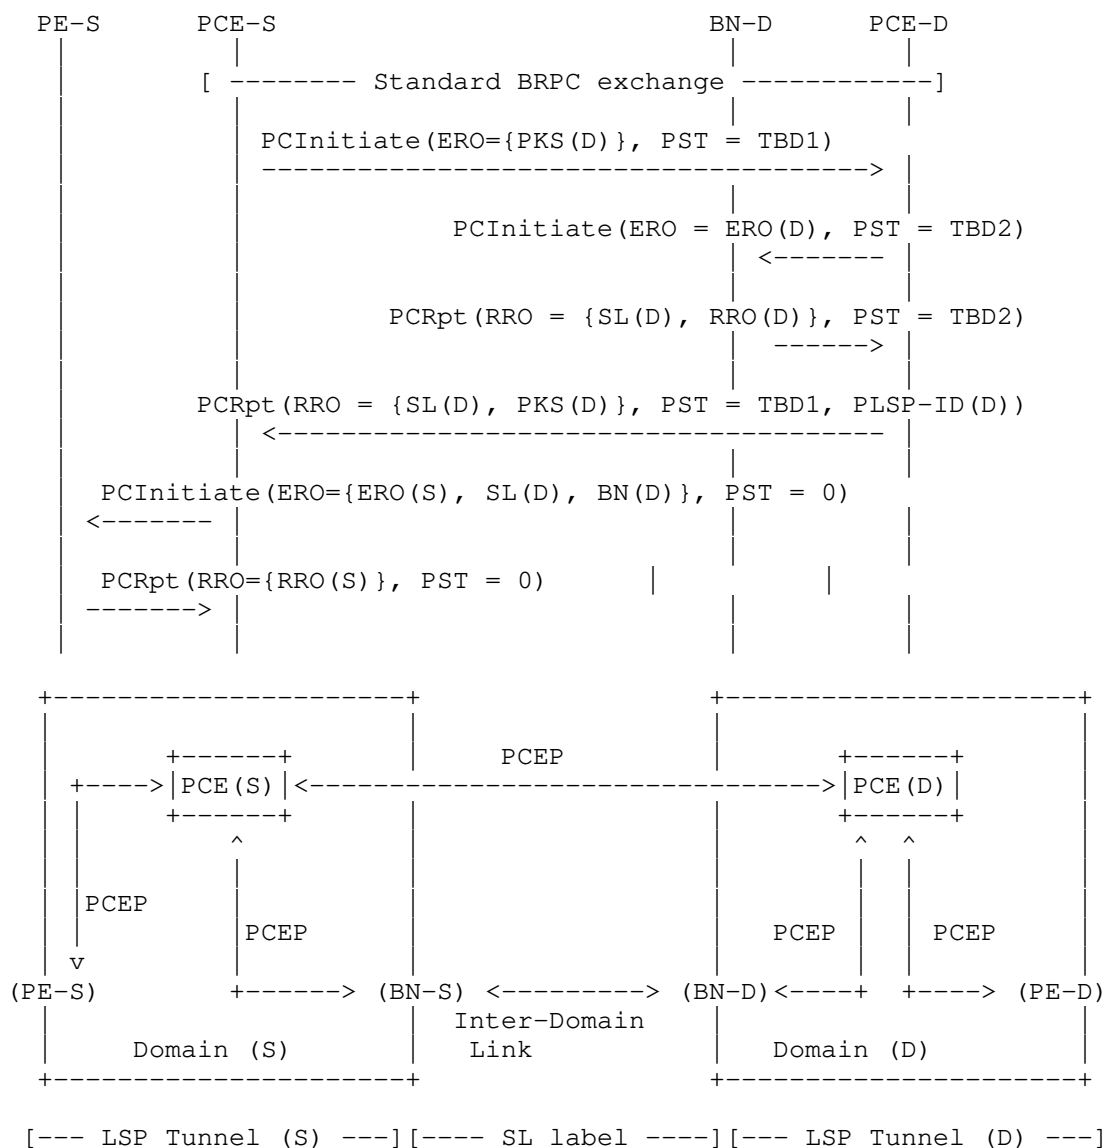 PE-S PCE-S BN-D PCE-D
[ -------- Standard BRPC exchange ------------]
PCInitiate(ERO={PKS(D)}, PST = TBD1)
PCInitiate(ERO = ERO(D), PST = TBD2)
PCRpt(RRO = {SL(D), RRO(D)}, PST = TBD2)
PCRpt(RRO = {SL(D), PKS(D)}, PST = TBD1, PLSP-ID(D))
PCInitiate(ERO={ERO(S), SL(D), BN(D)}, PST = 0)
PCRpt(RRO={RRO(S)}, PST = 0)
PCEP
PCE(S) PCE(D)
PCEP
PCEP PCEP PCEP
v
(PE-S) (BN-S) (BN-D) (PE-D)
Inter-Domain
Domain (S) Link Domain (D)
[--- LSP Tunnel (S) ---][---- SL label ----][--- LSP Tunnel (D) ---]